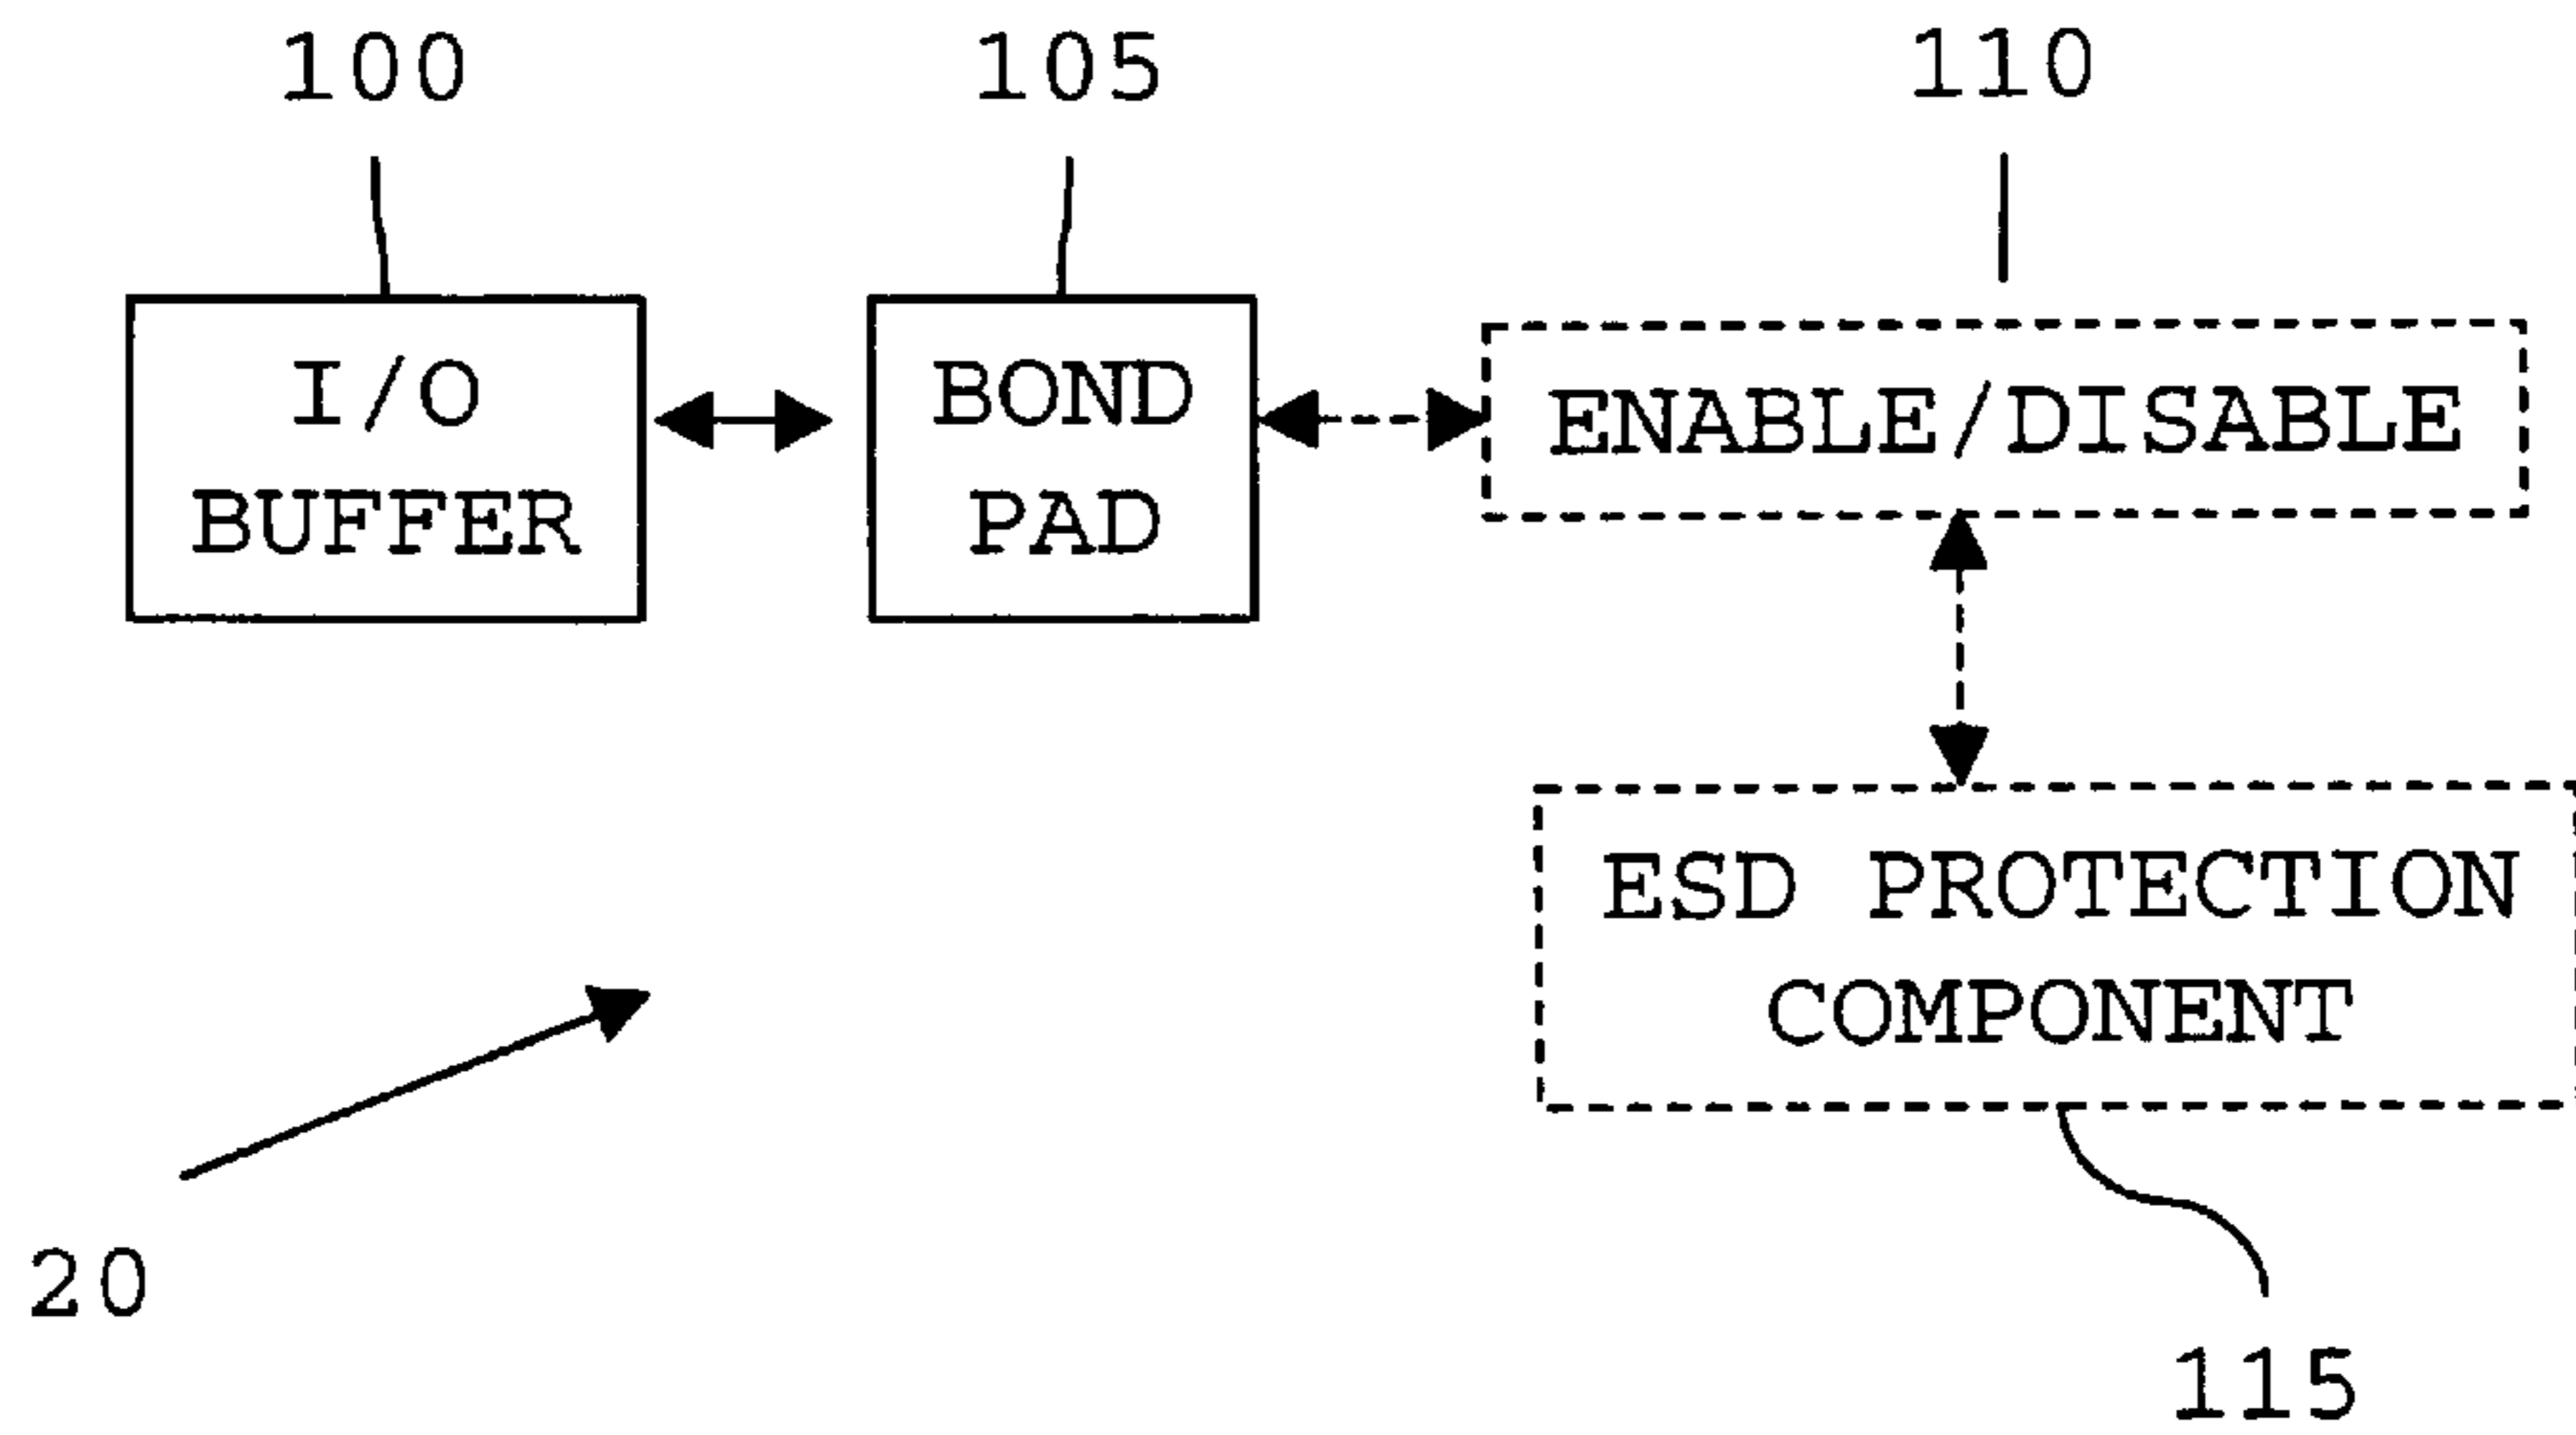 100
105
110
I/O
BUFFER
BOND
PAD
ENABLE/DISABLE
ESD PROTECTION
COMPONENT
20
115